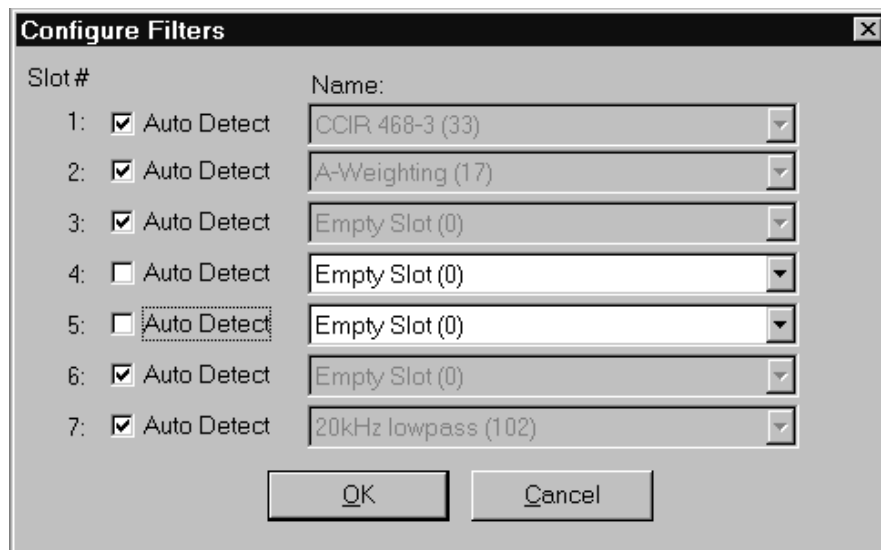 Configure Filters
Slot #
Name:
1: Auto Detect CCIR 468-3 (33)
2: Auto Detect A-Weighting (17)
3: Auto Detect Empty Slot (0)
4: Auto Detect Empty Slot (0)
5: Auto Detect Empty Slot (0)
6: Auto Detect Empty Slot (0)
7: Auto Detect 20kHz lowpass (102)
OK Cancel